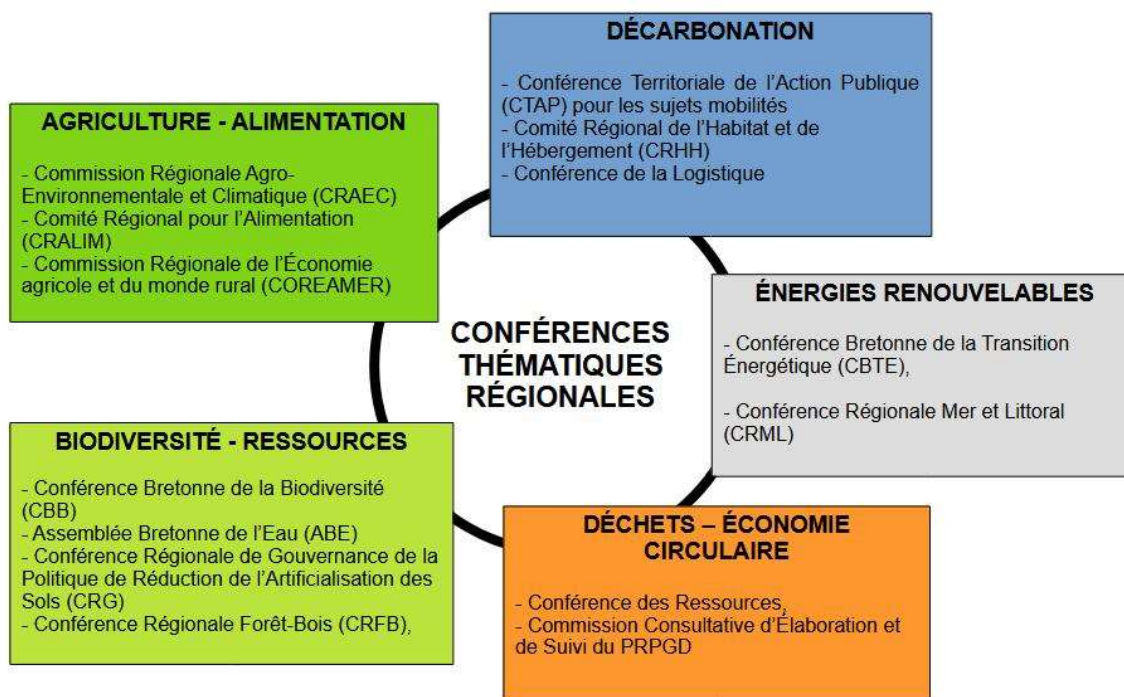 DÉCARBONATION
- Conférence Territoriale de l'Action Publique
(CTAP) pour les sujets mobilités
- Comité Régional de l'Habitat et de
l'Hébergement (CRHH)
- Conférence de la Logistique
AGRICULTURE - ALIMENTATION
- Commission Régionale Agro-
Environnementale et Climatique (CRAEC)
- Comité Régional pour l'Alimentation
(CRALIM)
- Commission Régionale de l'Économie
agricole et du monde rural (COREAMER)
ÉNERGIES RENOUVELABLES
- Conférence Bretonne de la Transition
Énergétique (CBTE),
- Conférence Régionale Mer et Littoral
(CRML)
CONFÉRENCES
THÉMATIQUES
RÉGIONALES
BIODIVERSITÉ - RESSOURCES
- Conférence Bretonne de la Biodiversité
(CBB)
- Assemblée Bretonne de l'Eau (ABE)
- Conférence Régionale de Gouvernance de la
Politique de Réduction de l'Artificialisation des
Sols (CRG)
- Conférence Régionale Forêt-Bois (CRFB),
DÉCHETS – ÉCONOMIE
CIRCULAIRE
- Conférence des Ressources,
- Commission Consultative d'Élaboration et
de Suivi du PRPGD